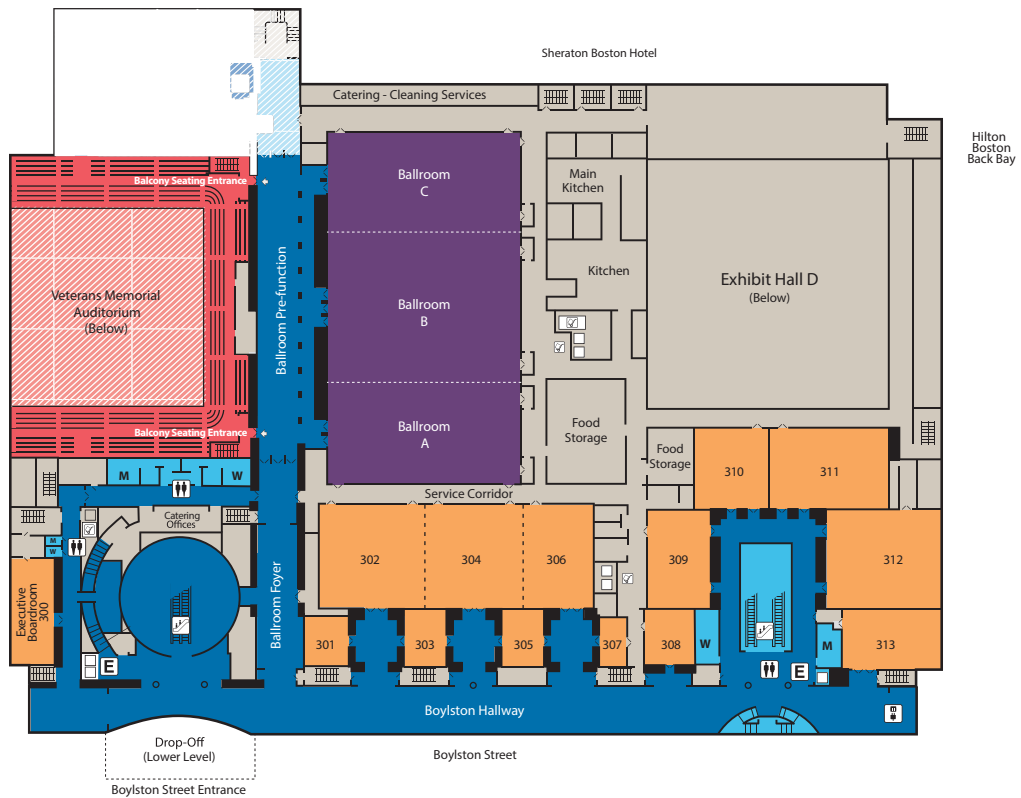 Sheraton Boston Hotel
Catering - Cleaning Services
Hilton
Boston
Back Bay
Balcony Seating Entrance
Ballroom
C
Main
Kitchen
Kitchen
Exhibit Hall D
(Below)
Veterans Memorial
Auditorium
(Below)
Ballroom Pre-function
Ballroom
B
Balcony Seating Entrance
Ballroom
A
Food
Storage
Food
Storage
310
311
M
W
Service Corridor
Catering
Offices
M
W
302
304
306
309
312
Executive
Boardroom
300
Ballroom Foyer
301
303
305
307
308
W
M
313
E
E
Boylston Hallway
Drop-Off
(Lower Level)
Boylston Street
Boylston Street Entrance